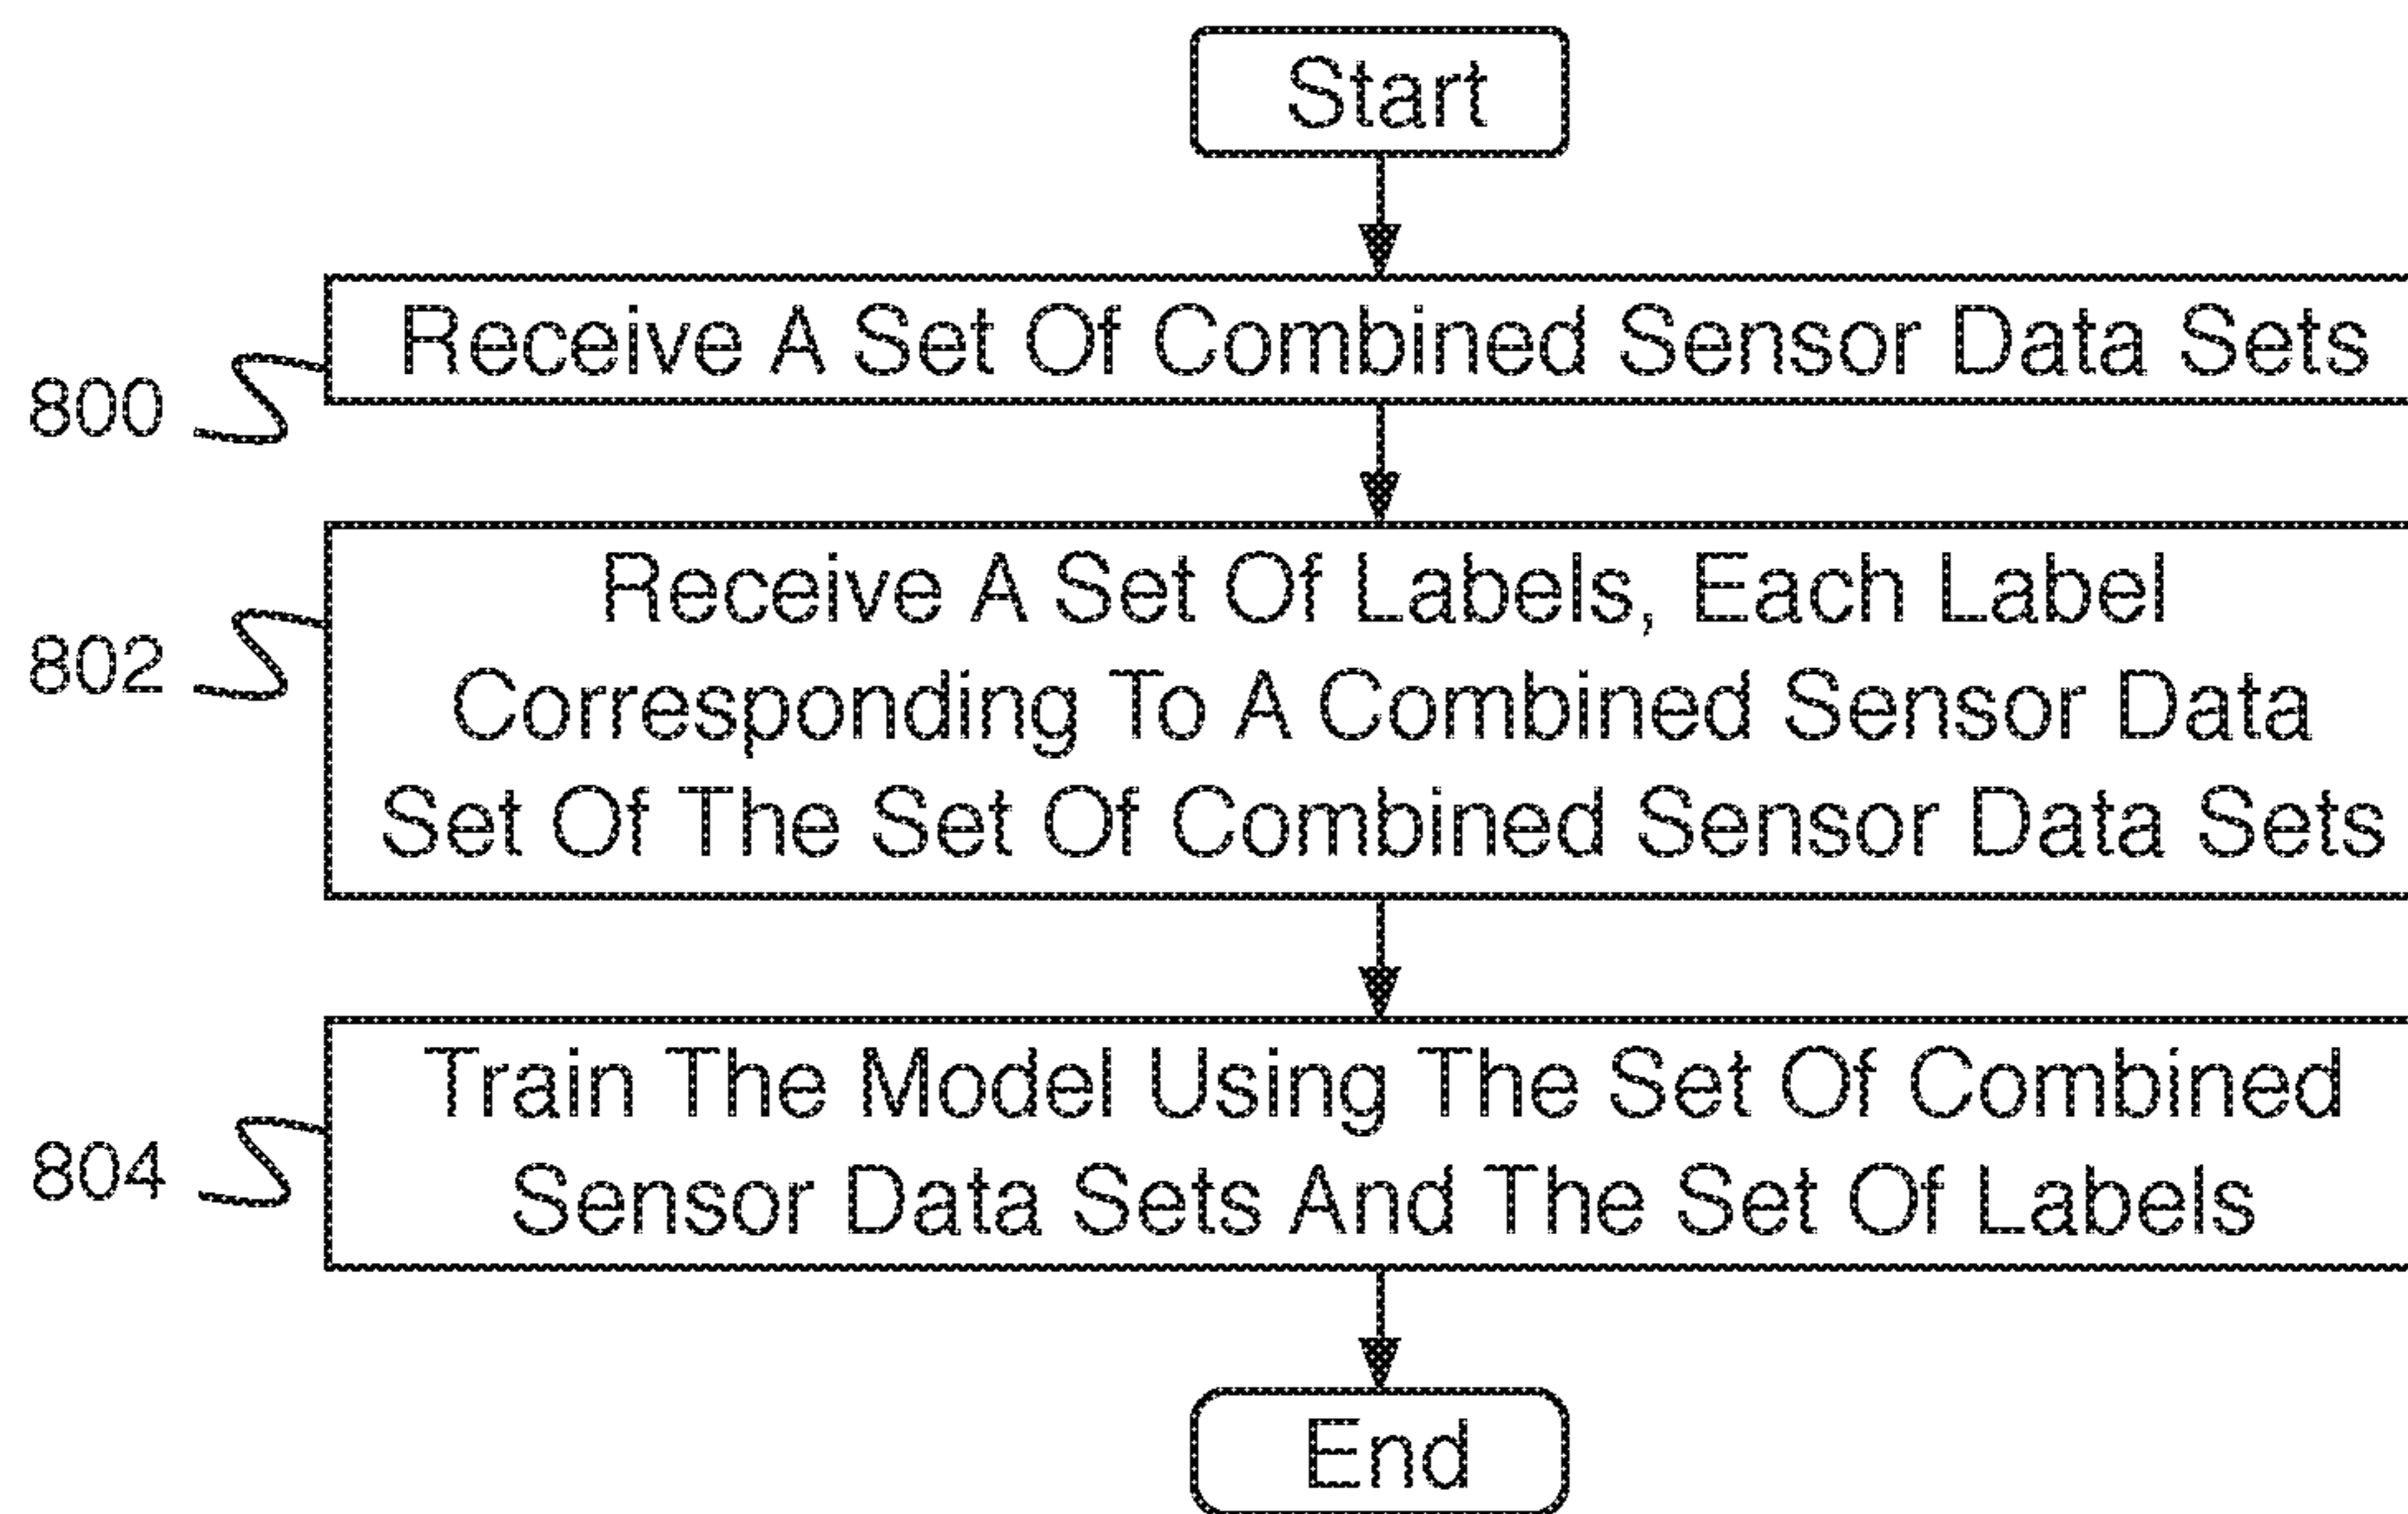 Start
Receive A Set Of Combined Sensor Data Sets
800
Receive A Set Of Labels, Each Label
Corresponding To A Combined Sensor Data
Set Of The Set Of Combined Sensor Data Sets
802
Train The Model Using The Set Of Combined
Sensor Data Sets And The Set Of Labels
804
End